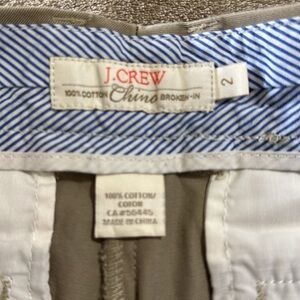 J.CREW
100% COTTON Chino BROKEN-IN
2
100% COTTON/
COTON
CA#56445
MADE IN CHINA